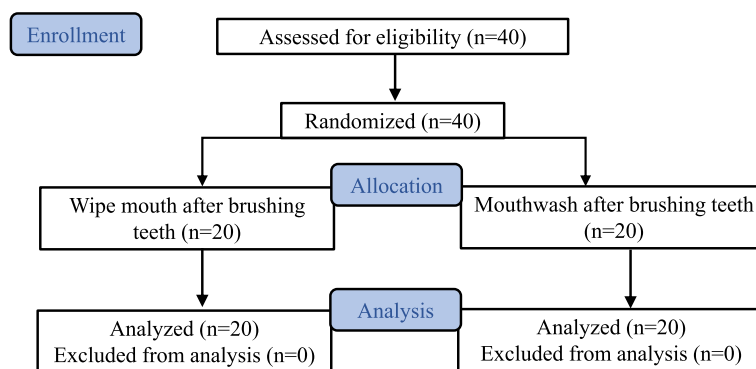 Enrollment
Assessed for eligibility (n=40)
Randomized (n=40)
Allocation
Wipe mouth after brushing
teeth (n=20)
Mouthwash after brushing teeth
(n=20)
Analysis
Analyzed (n=20)
Excluded from analysis (n=0)
Analyzed (n=20)
Excluded from analysis (n=0)